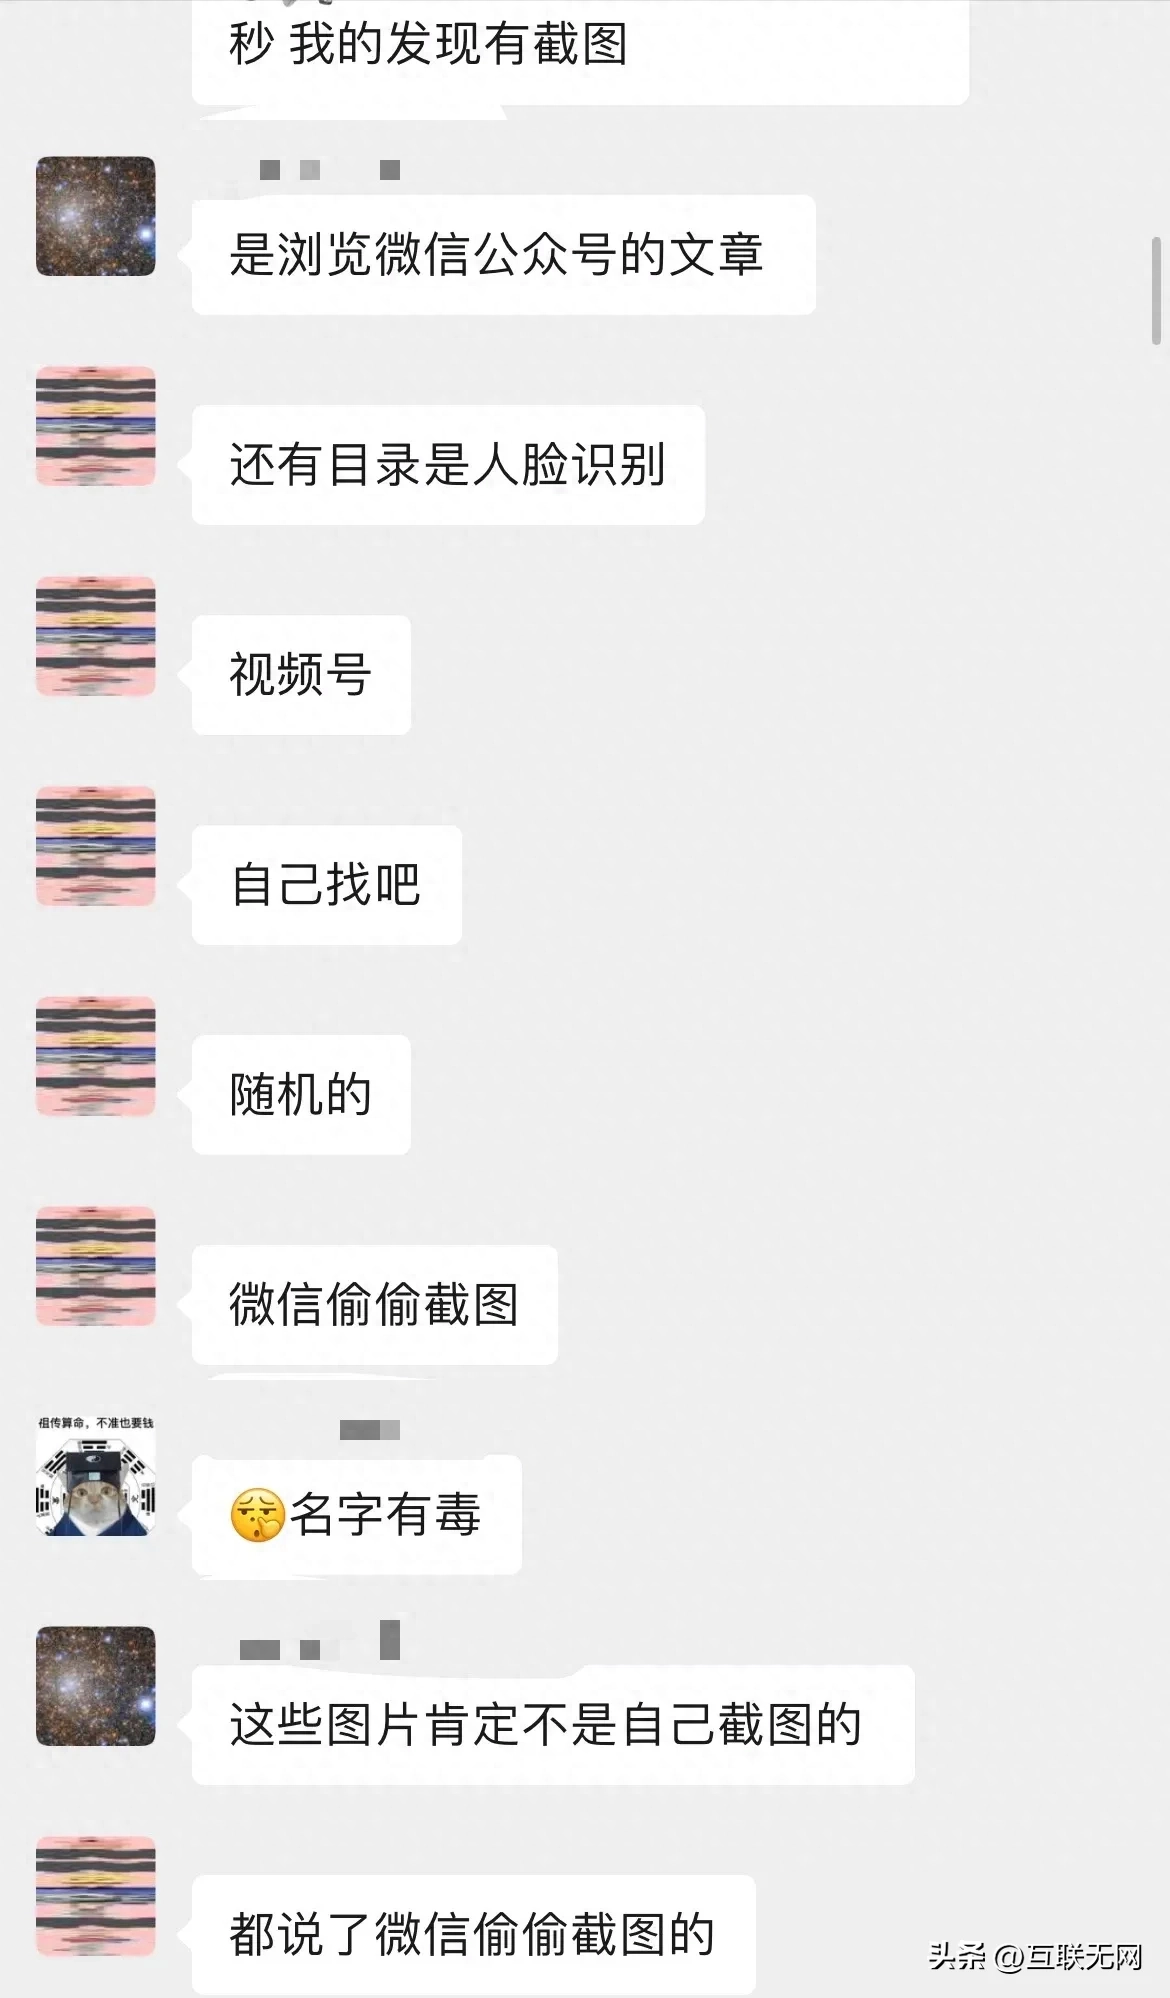 秒 我的发现有截图
是浏览微信公众号的文章
还有目录是人脸识别
视频号
自己找吧
随机的
微信偷偷截图
祖传算命，不准也要钱
😮‍💨名字有毒
这些图片肯定不是自己截图的
都说了微信偷偷截图的
头条 @互联无网